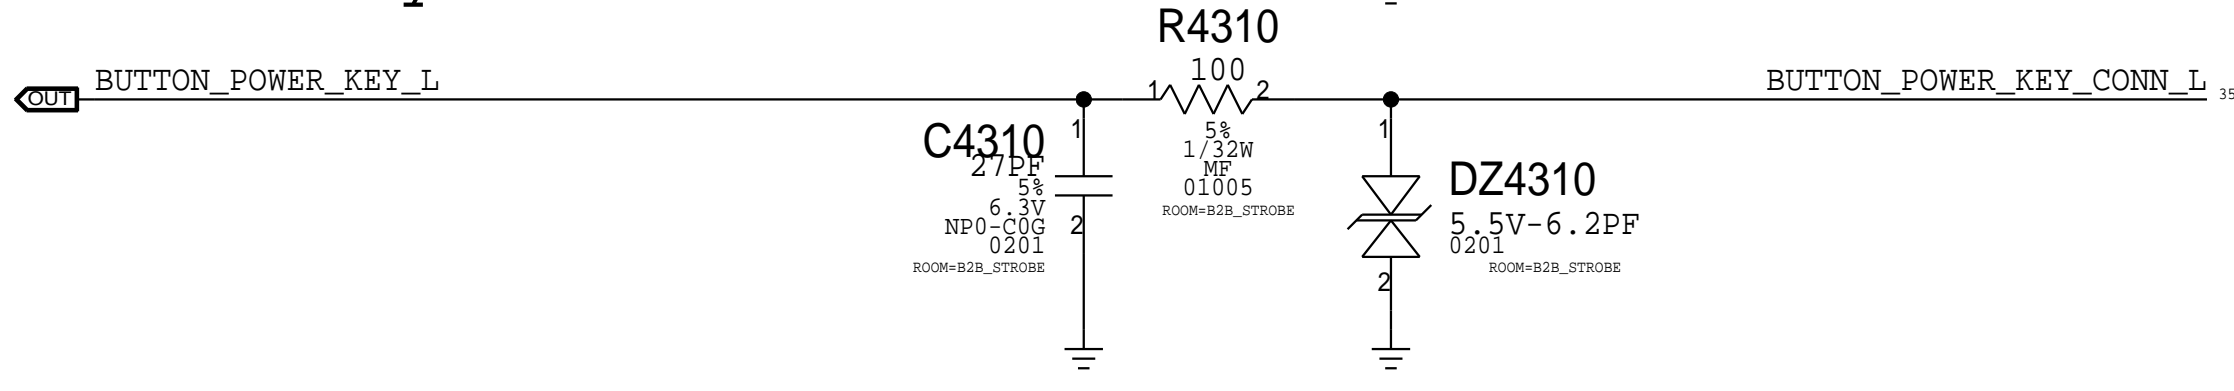 R4310
100
BUTTON_POWER_KEY_L
BUTTON_POWER_KEY_CONN_L
35
OUT
1
2
C4310
27PF
5%
6.3V
NP0-C0G
0201
ROOM=B2B_STROBE
1
2
5%
1/32W
MF
01005
ROOM=B2B_STROBE
1
2
DZ4310
5.5V-6.2PF
0201
ROOM=B2B_STROBE